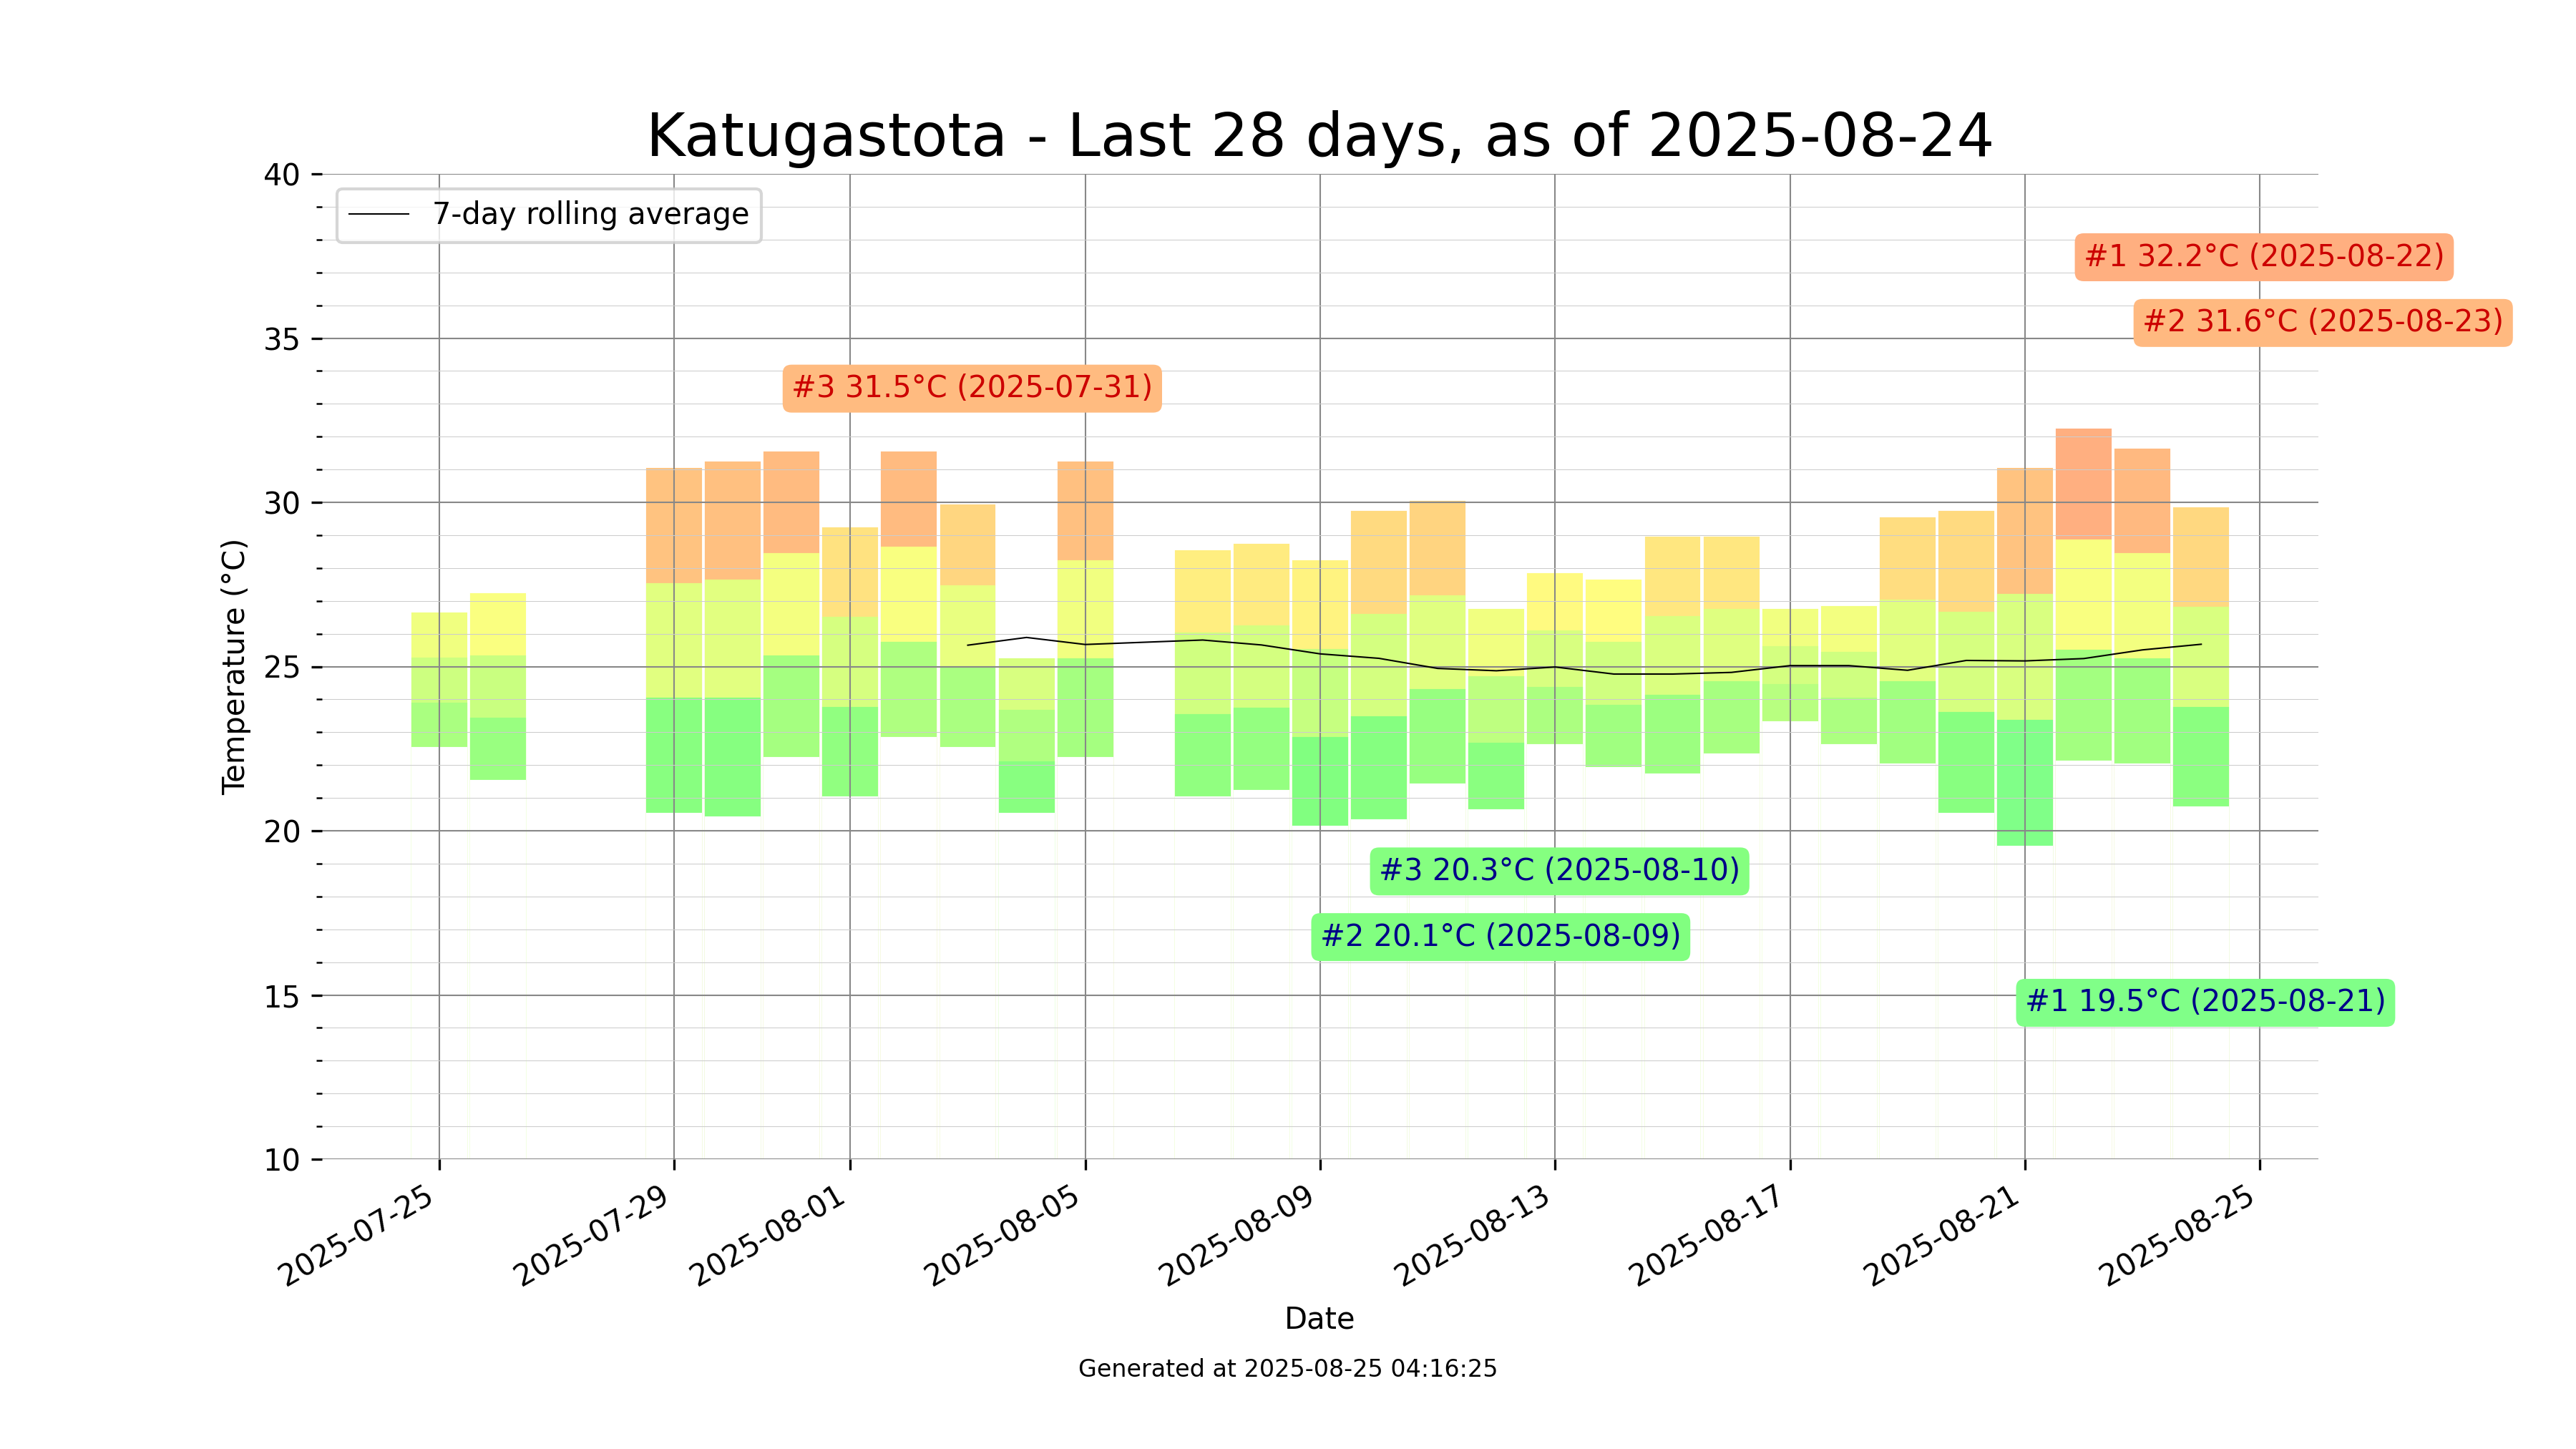 Katugastota - Last 28 days, as of 2025-08-24
7-day rolling average
#1 32.2°C (2025-08-22)
#2 31.6°C (2025-08-23)
#3 31.5°C (2025-07-31)
#3 20.3°C (2025-08-10)
#2 20.1°C (2025-08-09)
#1 19.5°C (2025-08-21)
Temperature (°C)
40
35
30
25
20
15
10
2025-07-25
2025-07-29
2025-08-01
2025-08-05
2025-08-09
2025-08-13
2025-08-17
2025-08-21
2025-08-25
Date
Generated at 2025-08-25 04:16:25